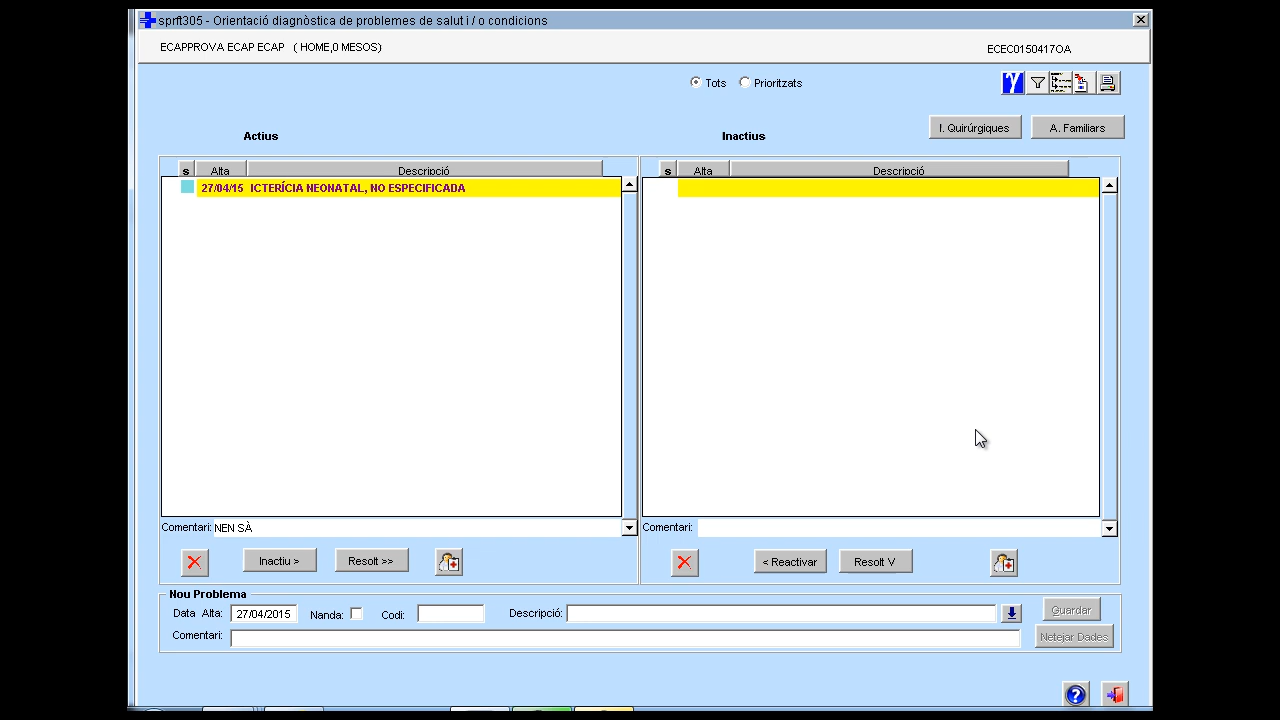 sprft305 - Orientació diagnòstica de problemes de salut i / o condicions
ECAPPROVA ECAP ECAP ( HOME,0 MESOS)
ECEC0150417OA
Tots Prioritzats
I. Quirúrgiques A. Familiars
Actius Inactius
s Alta Descripció s Alta Descripció
27/04/15 ICTERÍCIA NEONATAL, NO ESPECIFICADA
Comentari: NEN SÀ Comentari:
Inactiu > Resolt >> < Reactivar Resolt V
Nou Problema
Data Alta: 27/04/2015 Nanda: Codi: Descripció: Guardar
Comentari: Netejar Dades